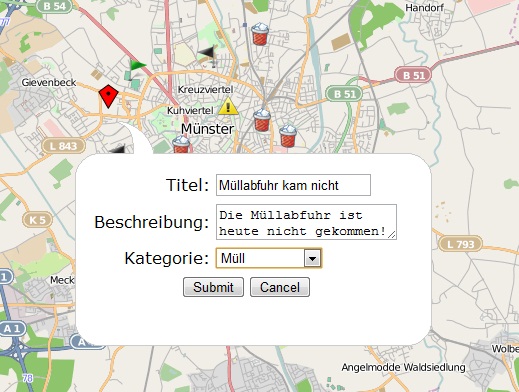 B 54
Handorf
B 51
Gievenbeck
Kreuzviertel
B 51
Kuhviertel
Münster
L 843
Titel: Müllabfuhr kam nicht
Beschreibung: Die Müllabfuhr ist
heute nicht gekommen!
K 5
Kategorie: Müll
L 793
Meck
Submit Cancel
A 1
A 1
Wolbe
Angelmodde Waldsiedlung
78